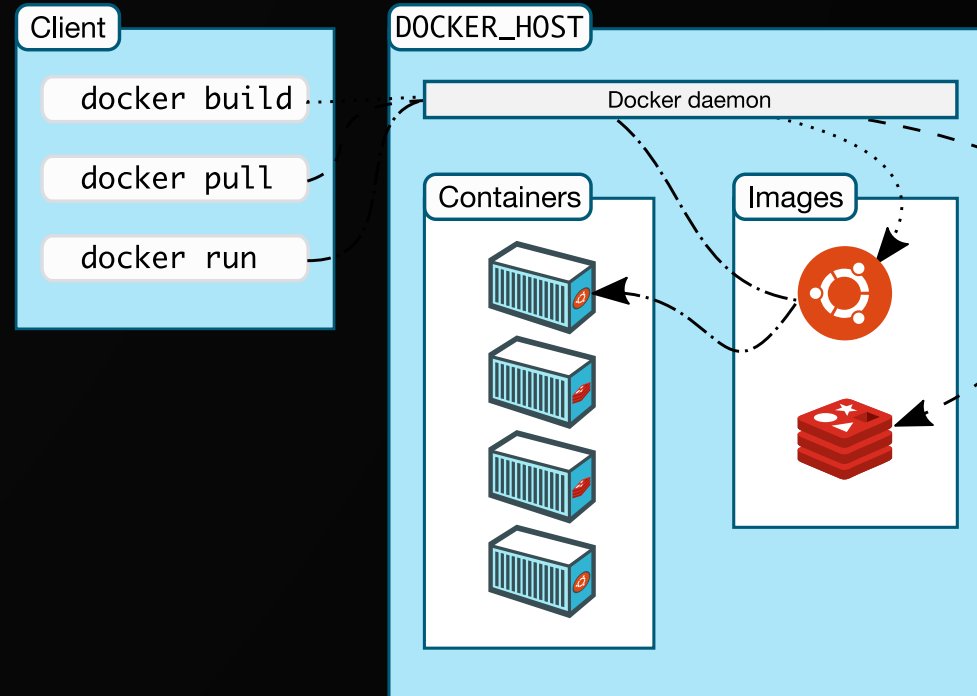 Client
docker build
docker pull
docker run
DOCKER_HOST
Docker daemon
Containers
Images